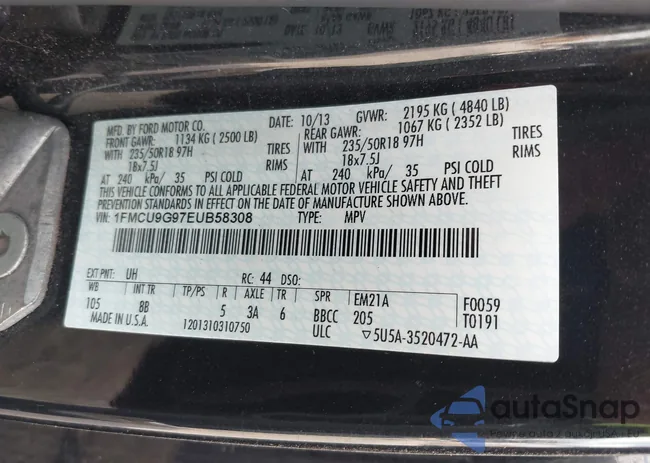 MFD. BY FORD MOTOR CO. DATE: 10/13 GVWR: 2195 KG ( 4840 LB)
FRONT GAWR: 1134 KG ( 2500 LB) REAR GAWR: 1067 KG ( 2352 LB)
WITH 235/50R18 97H TIRES WITH 235/50R18 97H TIRES
18x7.5J RIMS 18x7.5J RIMS
AT 240 kPa/ 35 PSI COLD AT 240 kPa/ 35 PSI COLD
THIS VEHICLE CONFORMS TO ALL APPLICABLE FEDERAL MOTOR VEHICLE SAFETY AND THEFT
PREVENTION STANDARDS IN EFFECT ON THE DATE OF MANUFACTURE SHOWN ABOVE.
VIN: 1FMCU9G97EUB58308 TYPE: MPV
EXT PNT: UH RC: 44 DSO:
WB INT TR TP/PS R AXLE TR SPR EM21A F0059
105 8B 5 3A 6 BBCC 205 T0191
MADE IN U.S.A. 1201310310750 ULC ▽5U5A-3520472-AA
autoSnap